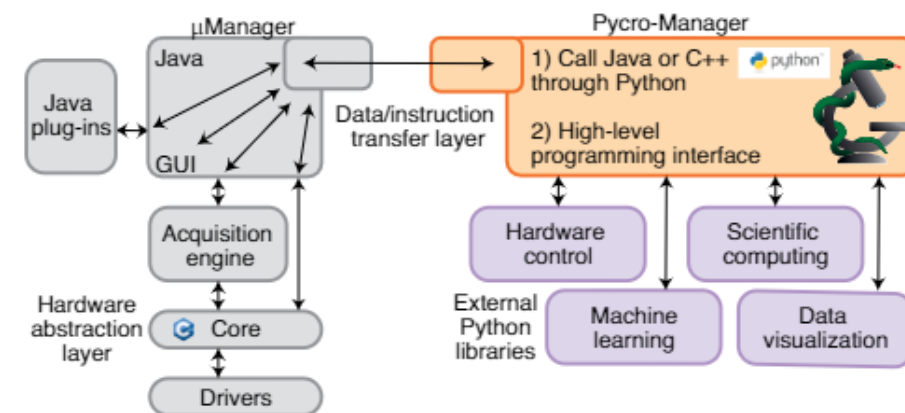 µManager
Java
GUI
Java
plug-ins
Data/instruction
transfer layer
Acquisition
engine
Hardware
abstraction
layer
Core
Drivers
Pycro-Manager
1) Call Java or C++
through Python
python
2) High-level
programming interface
Hardware
control
Scientific
computing
External
Python
libraries
Machine
learning
Data
visualization